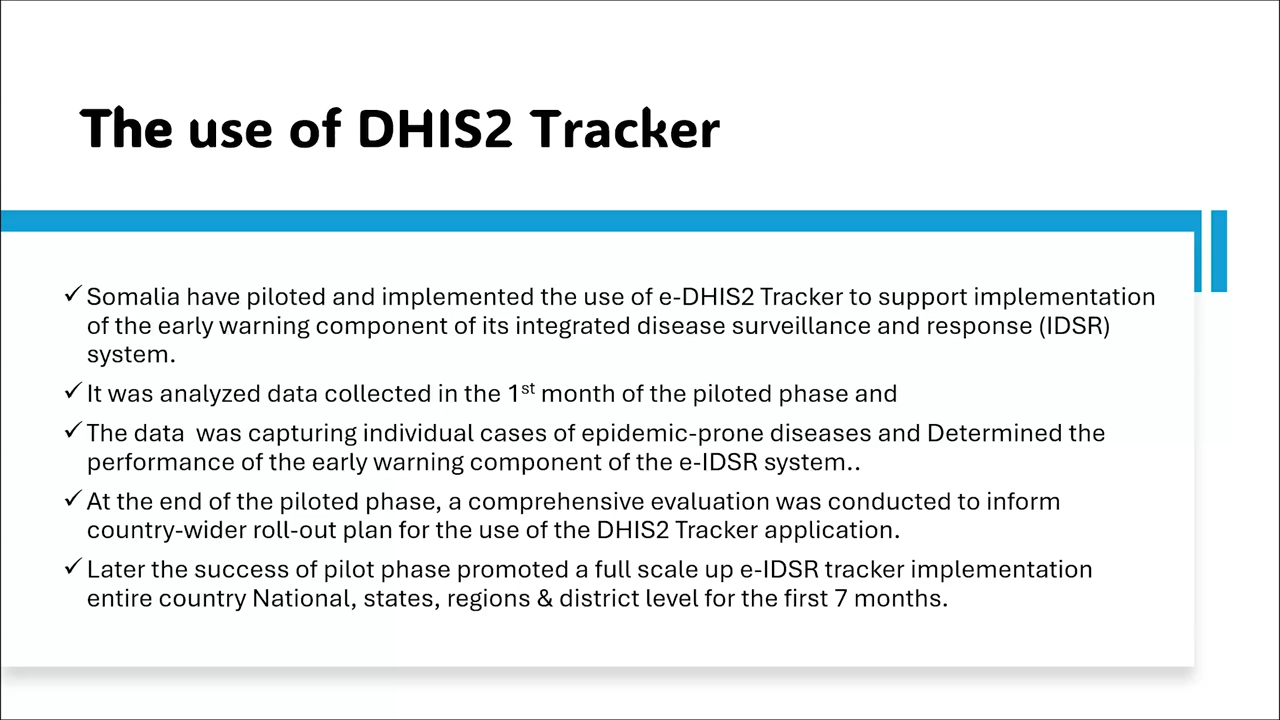 The use of DHIS2 Tracker
✓Somalia have piloted and implemented the use of e-DHIS2 Tracker to support implementation
of the early warning component of its integrated disease surveillance and response (IDSR)
system.
✓It was analyzed data collected in the 1st month of the piloted phase and
✓The data  was capturing individual cases of epidemic-prone diseases and Determined the
performance of the early warning component of the e-IDSR system..
✓At the end of the piloted phase, a comprehensive evaluation was conducted to inform
country-wider roll-out plan for the use of the DHIS2 Tracker application.
✓Later the success of pilot phase promoted a full scale up e-IDSR tracker implementation
entire country National, states, regions & district level for the first 7 months.